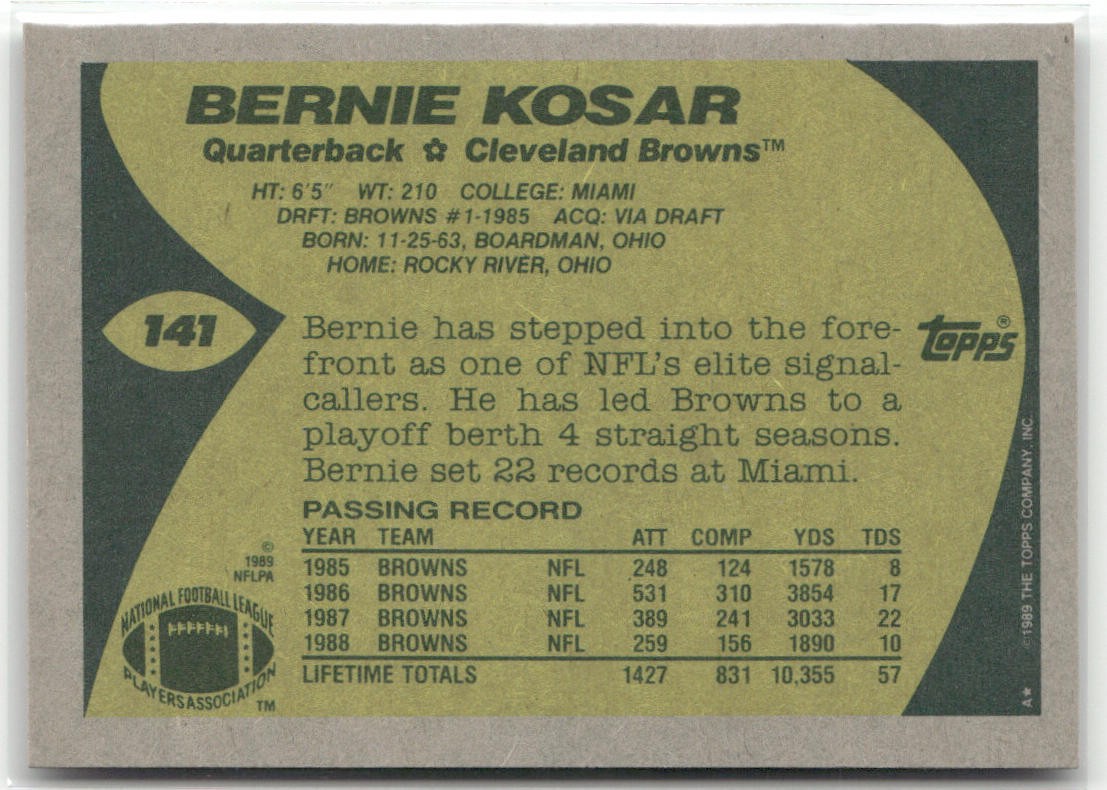 BERNIE KOSAR
Quarterback ✿ Cleveland Browns™
HT: 6'5" WT: 210 COLLEGE: MIAMI
DRFT: BROWNS #1-1985 ACQ: VIA DRAFT
BORN: 11-25-63, BOARDMAN, OHIO
HOME: ROCKY RIVER, OHIO
141
Bernie has stepped into the fore-
front as one of NFL's elite signal-
callers. He has led Browns to a
playoff berth 4 straight seasons.
Bernie set 22 records at Miami.
TOPPS®
PASSING RECORD
YEAR TEAM ATT COMP YDS TDS
1985 BROWNS NFL 248 124 1578 8
1986 BROWNS NFL 531 310 3854 17
1987 BROWNS NFL 389 241 3033 22
1988 BROWNS NFL 259 156 1890 10
LIFETIME TOTALS 1427 831 10,355 57
©
1989
NFLPA
NATIONAL FOOTBALL LEAGUE
PLAYERS ASSOCIATION
TM
©1989 THE TOPPS COMPANY, INC.
A★